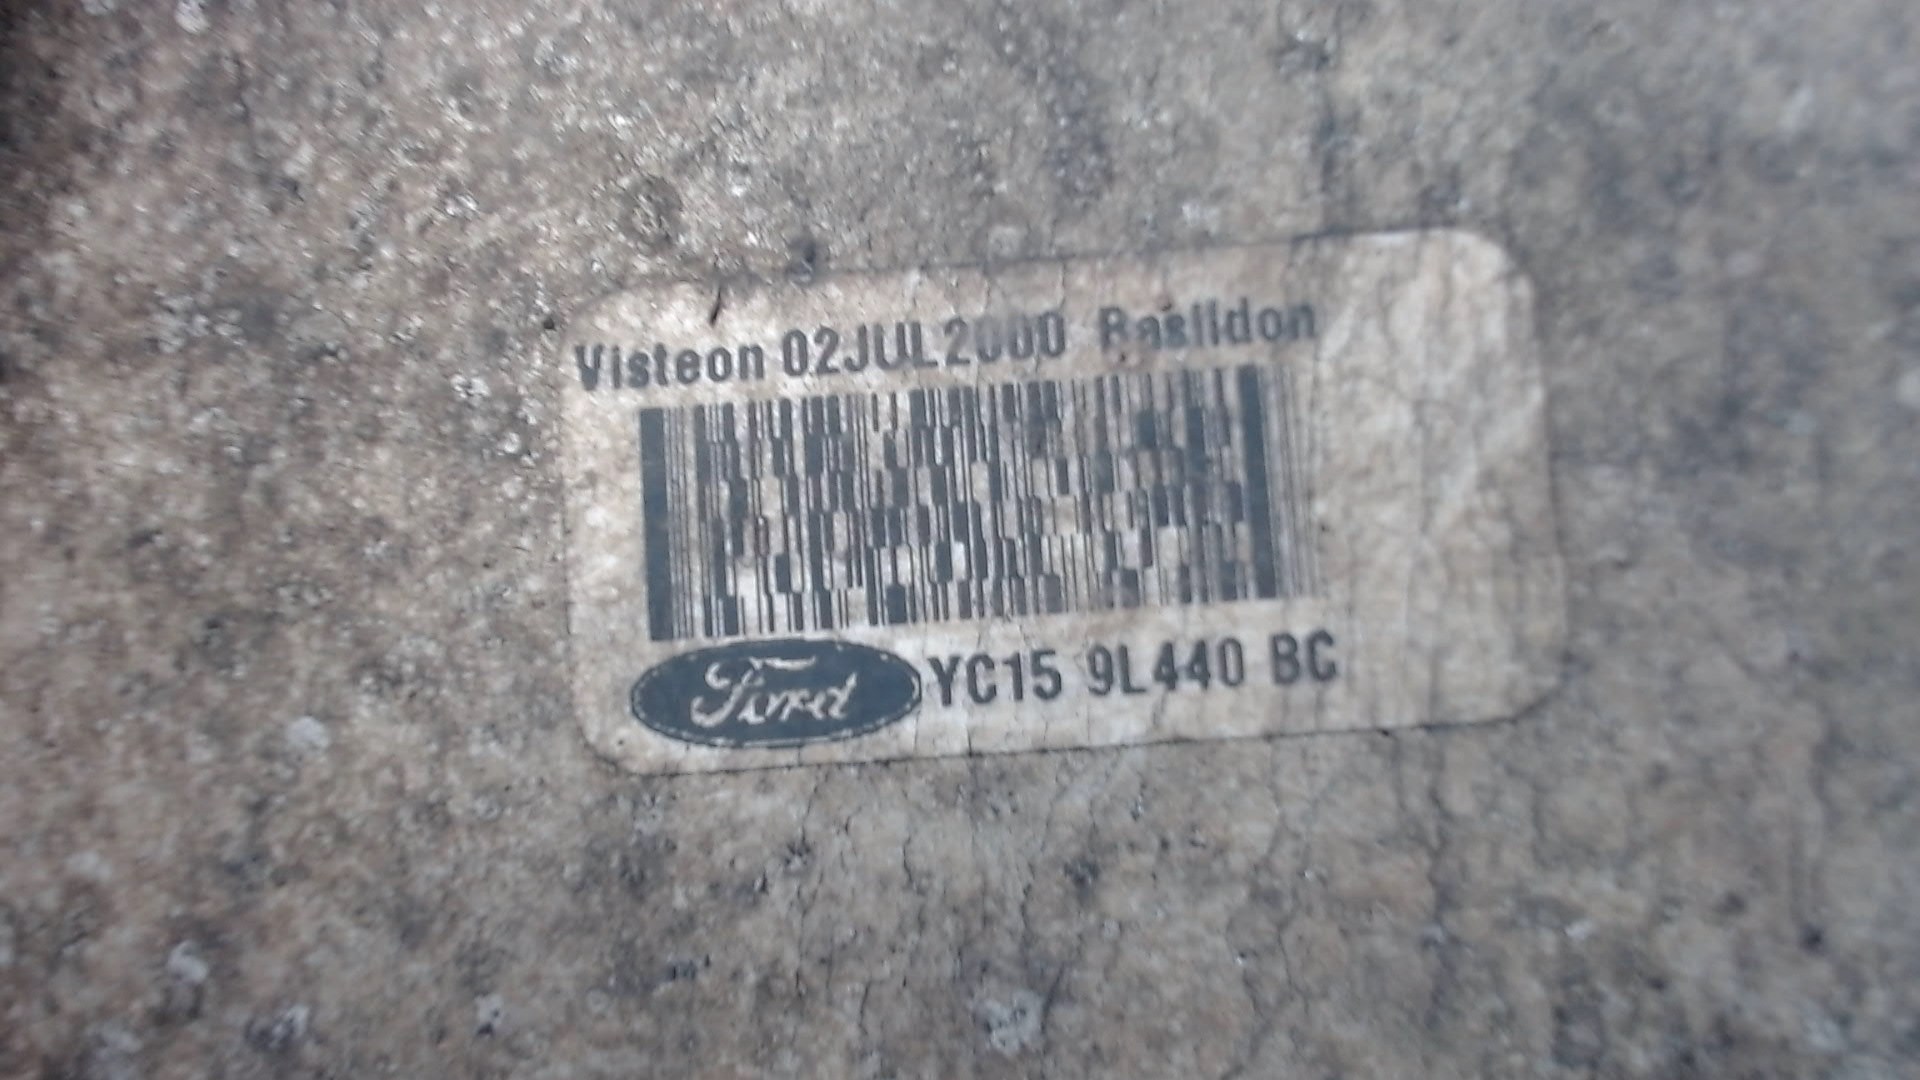 Visteon 02JUL2000 Basildon
Ford YC15 9L440 BC